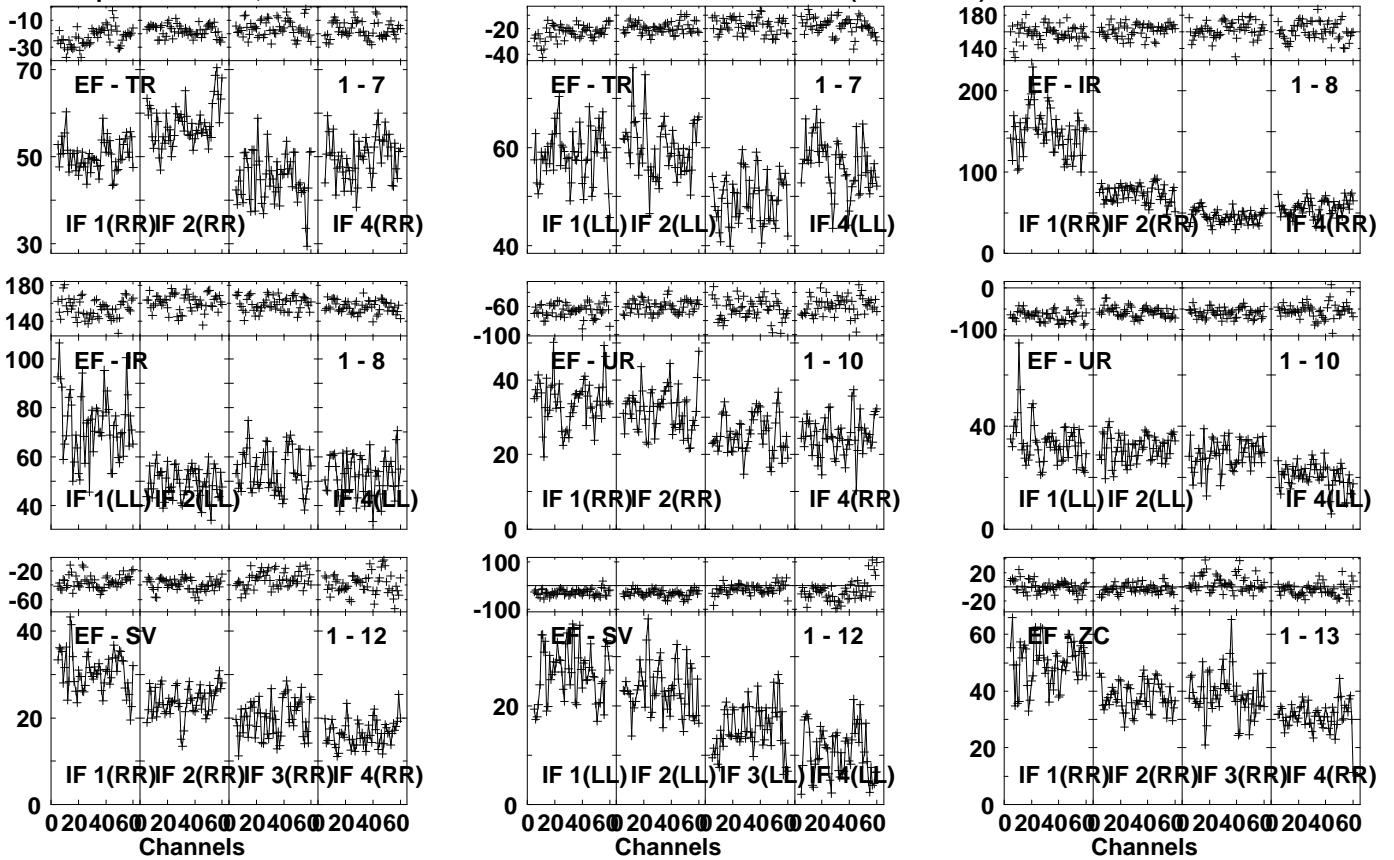 -10
-30
70
50
30
EF - TR
1 - 7
IF 1(RR) IF 2(RR)
IF 4(RR)
-20
-40
60
40
EF - TR
1 - 7
IF 1(LL) IF 2(LL)
IF 4(LL)
180
140
200
100
0
EF - IR
1 - 8
IF 1(RR) IF 2(RR)
IF 4(RR)
180
140
100
80
60
40
EF - IR
1 - 8
IF 1(LL) IF 2(LL)
IF 4(LL)
-60
-100
40
20
0
EF - UR
1 - 10
IF 1(RR) IF 2(RR)
IF 4(RR)
0
-100
40
0
EF - UR
1 - 10
IF 1(LL) IF 2(LL)
IF 4(LL)
-20
-60
40
20
0
EF - SV
1 - 12
IF 1(RR) IF 2(RR) IF 3(RR) IF 4(RR)
0 20 40 60 0 20 40 60 0 20 40 60 0 20 40 60
Channels
100
-100
20
0
EF - SV
1 - 12
IF 1(LL) IF 2(LL) IF 3(LL) IF 4(LL)
0 20 40 60 0 20 40 60 0 20 40 60 0 20 40 60
Channels
20
-20
60
40
20
0
EF - ZC
1 - 13
IF 1(RR) IF 2(RR) IF 3(RR) IF 4(RR)
0 20 40 60 0 20 40 60 0 20 40 60 0 20 40 60
Channels